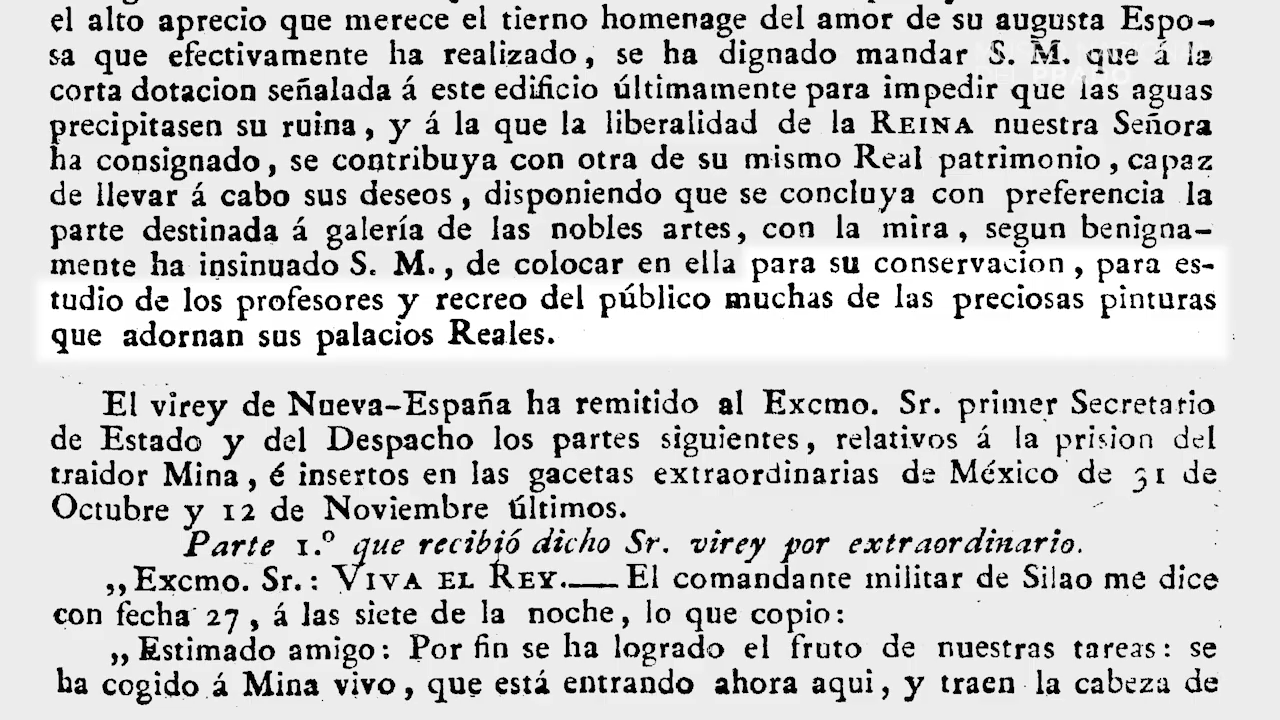 el alto aprecio que merece el tierno homenage del amor de su augusta Espo-
sa que efectivamente ha realizado, se ha dignado mandar S. M. que á la
corta dotacion señalada á este edificio últimamente para impedir que las aguas
precipitasen su ruina, y á la que la liberalidad de la REINA nuestra Señora
ha consignado, se contribuya con otra de su mismo Real patrimonio, capaz
de llevar á cabo sus deseos, disponiendo que se concluya con preferencia la
parte destinada á galería de las nobles artes, con la mira, segun benigna-
mente ha insinuado S. M., de colocar en ella para su conservacion, para es-
tudio de los profesores y recreo del público muchas de las preciosas pinturas
que adornan sus palacios Reales.
El virey de Nueva-España ha remitido al Excmo. Sr. primer Secretario
de Estado y del Despacho los partes siguientes, relativos á la prision del
traidor Mina, é insertos en las gacetas extraordinarias de México de 31 de
Octubre y 12 de Noviembre últimos.
Parte 1.º que recibió dicho Sr. virey por extraordinario.
„Excmo. Sr.: VIVA EL REY.— El comandante militar de Silao me dice
con fecha 27, á las siete de la noche, lo que copio:
„Estimado amigo: Por fin se ha logrado el fruto de nuestras tareas: se
ha cogido á Mina vivo, que está entrando ahora aqui, y traen la cabeza de